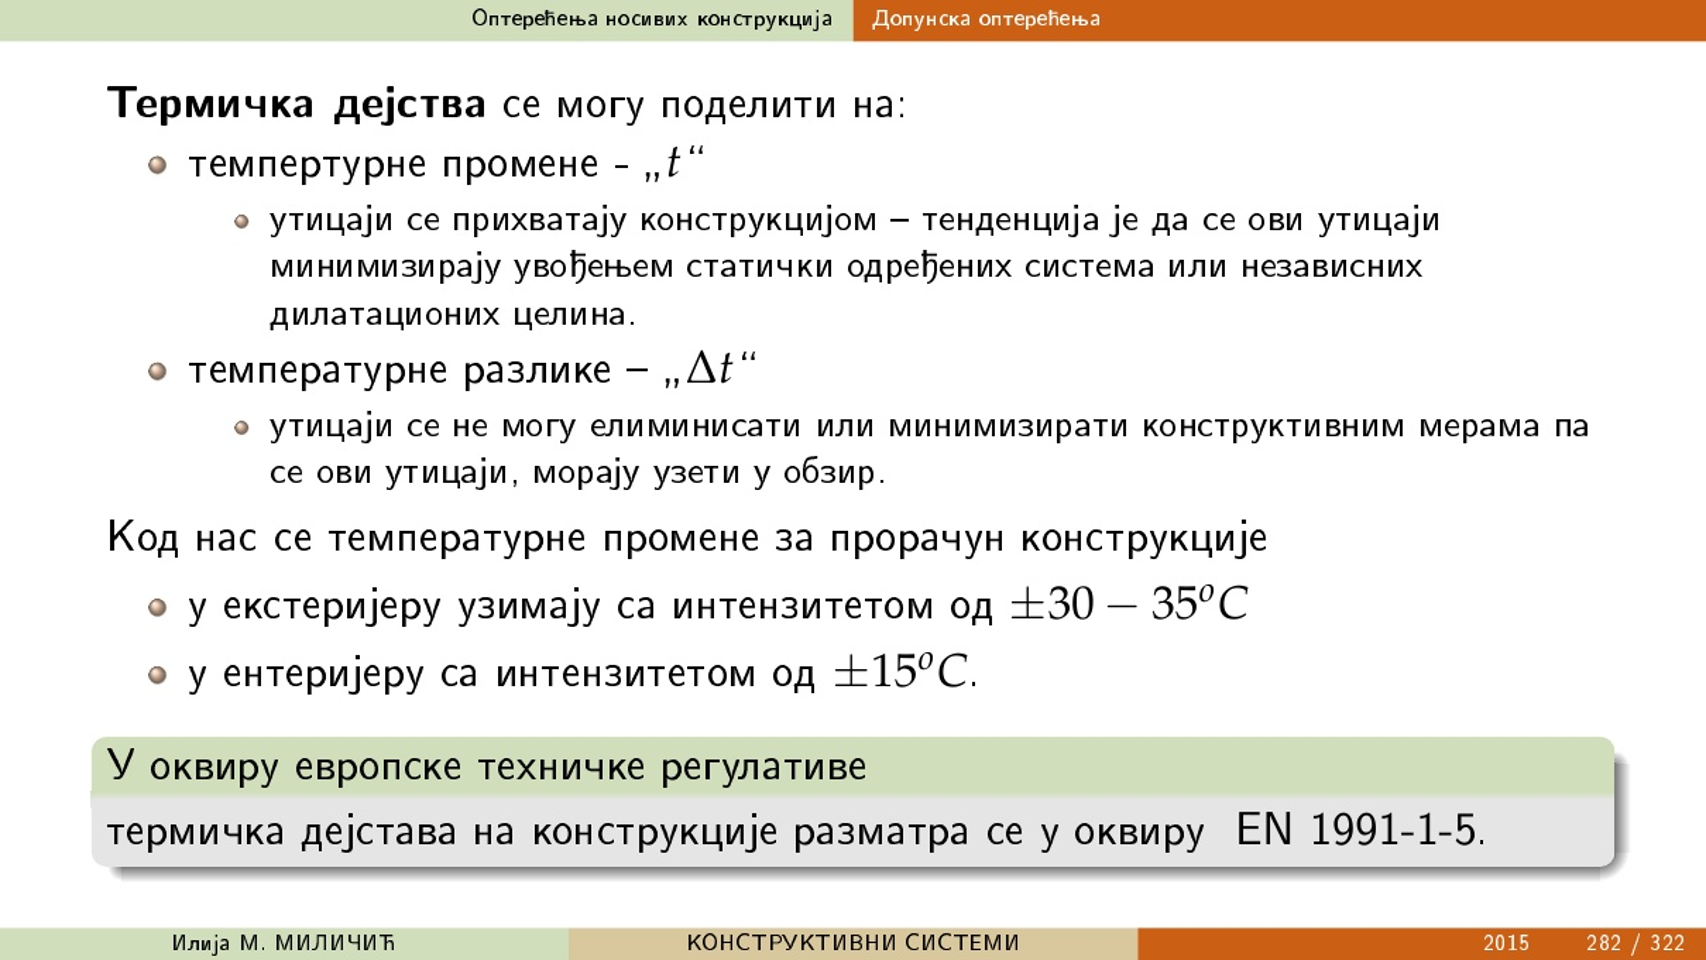 Оптерећења носивих конструкција Допунска оптерећења
Термичка дејства се могу поделити на:
темпертурне промене - „t“
утицаји се прихватају конструкцијом – тенденција је да се ови утицаји
минимизирају увођењем статички одређених система или независних
дилатационих целина.
температурне разлике – „Δt“
утицаји се не могу елиминисати или минимизирати конструктивним мерама па
се ови утицаји, морају узети у обзир.
Код нас се температурне промене за прорачун конструкције
у екстеријеру узимају са интензитетом од ±30 − 35°C
у ентеријеру са интензитетом од ±15°C.
У оквиру европске техничке регулативе
термичка дејстава на конструкције разматра се у оквиру EN 1991-1-5.
Илија М. МИЛИЧИЋ КОНСТРУКТИВНИ СИСТЕМИ 2015 282 / 322